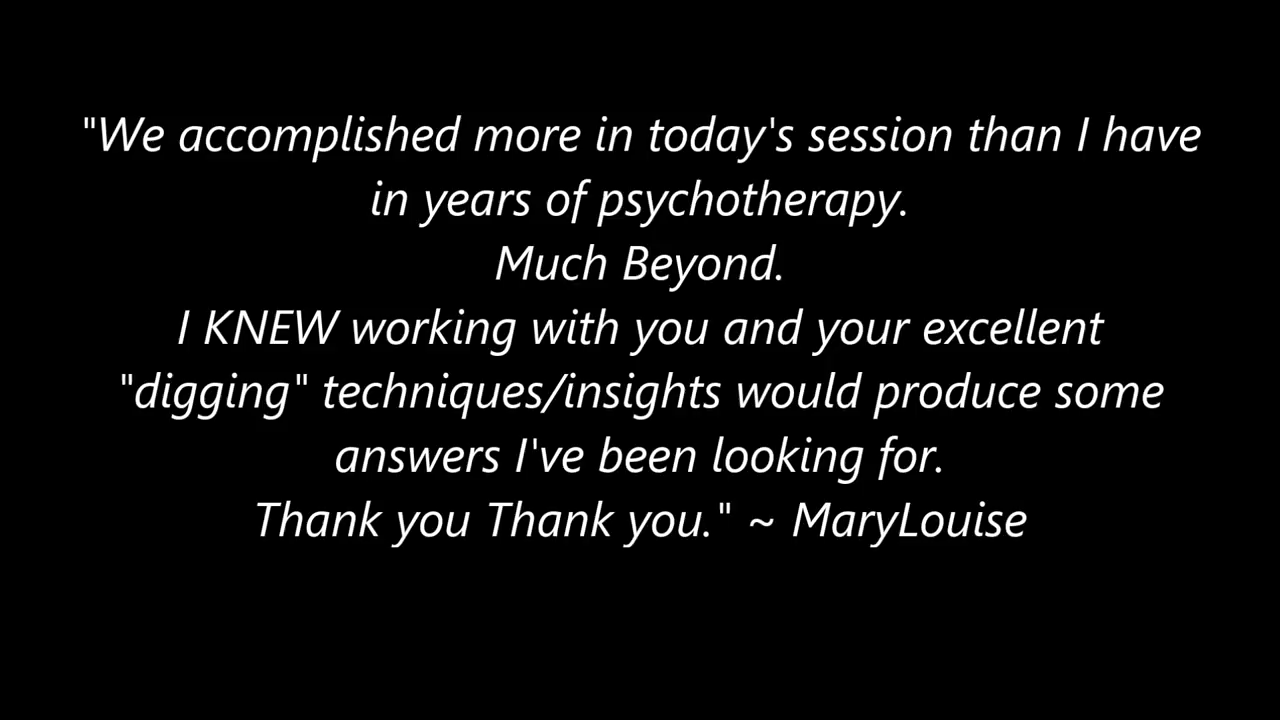 "We accomplished more in today's session than I have
in years of psychotherapy.
Much Beyond.
I KNEW working with you and your excellent
"digging" techniques/insights would produce some
answers I've been looking for.
Thank you Thank you." ~ MaryLouise